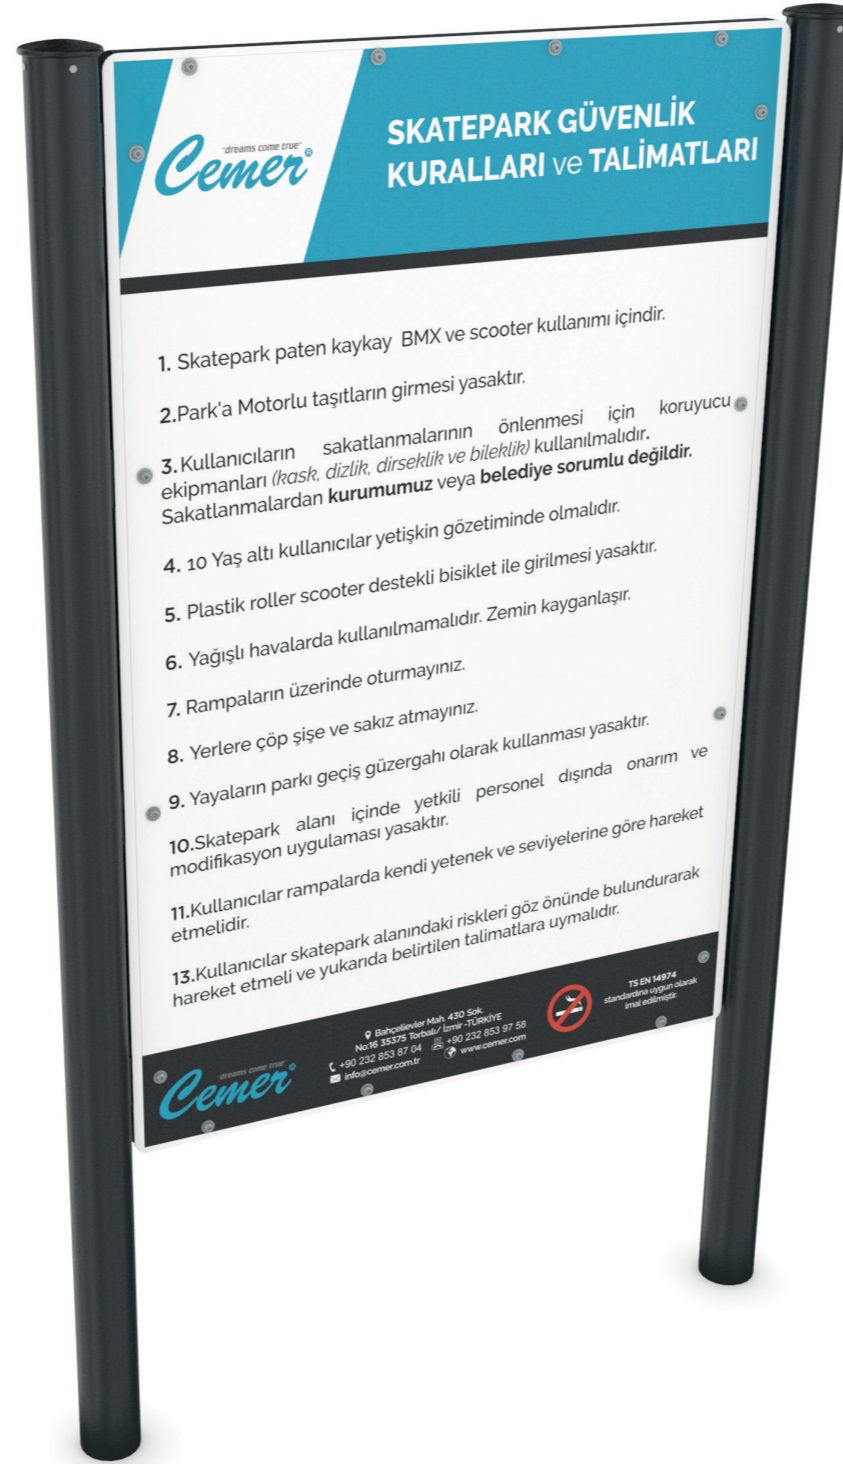 "dreams come true"
Cemer®
SKATEPARK GÜVENLİK
KURALLARI ve TALİMATLARI
1. Skatepark paten kaykay BMX ve scooter kullanımı içindir.
2.Park'a Motorlu taşıtların girmesi yasaktır.
3.Kullanıcıların sakatlanmalarının önlenmesi için koruyucu
ekipmanları (kask, dizlik, dirseklik ve bileklik) kullanılmalıdır.
Sakatlanmalardan kurumumuz veya belediye sorumlu değildir.
4. 10 Yaş altı kullanıcılar yetişkin gözetiminde olmalıdır.
5. Plastik roller scooter destekli bisiklet ile girilmesi yasaktır.
6. Yağışlı havalarda kullanılmamalıdır. Zemin kayganlaşır.
7. Rampaların üzerinde oturmayınız.
8. Yerlere çöp şişe ve sakız atmayınız.
9. Yayaların parkı geçiş güzergahı olarak kullanması yasaktır.
10.Skatepark alanı içinde yetkili personel dışında onarım ve
modifikasyon uygulaması yasaktır.
11.Kullanıcılar rampalarda kendi yetenek ve seviyelerine göre hareket
etmelidir.
13.Kullanıcılar skatepark alanındaki riskleri göz önünde bulundurarak
hareket etmeli ve yukarıda belirtilen talimatlara uymalıdır.
"dreams come true"
Cemer®
Bahçelievler Mah. 430 Sok.
No:16 35375 Torbalı/ İzmir -TÜRKİYE
+90 232 853 87 04 +90 232 853 97 58
info@cemer.com.tr www.cemer.com
TS EN 14974
standardına uygun olarak
imal edilmiştir.